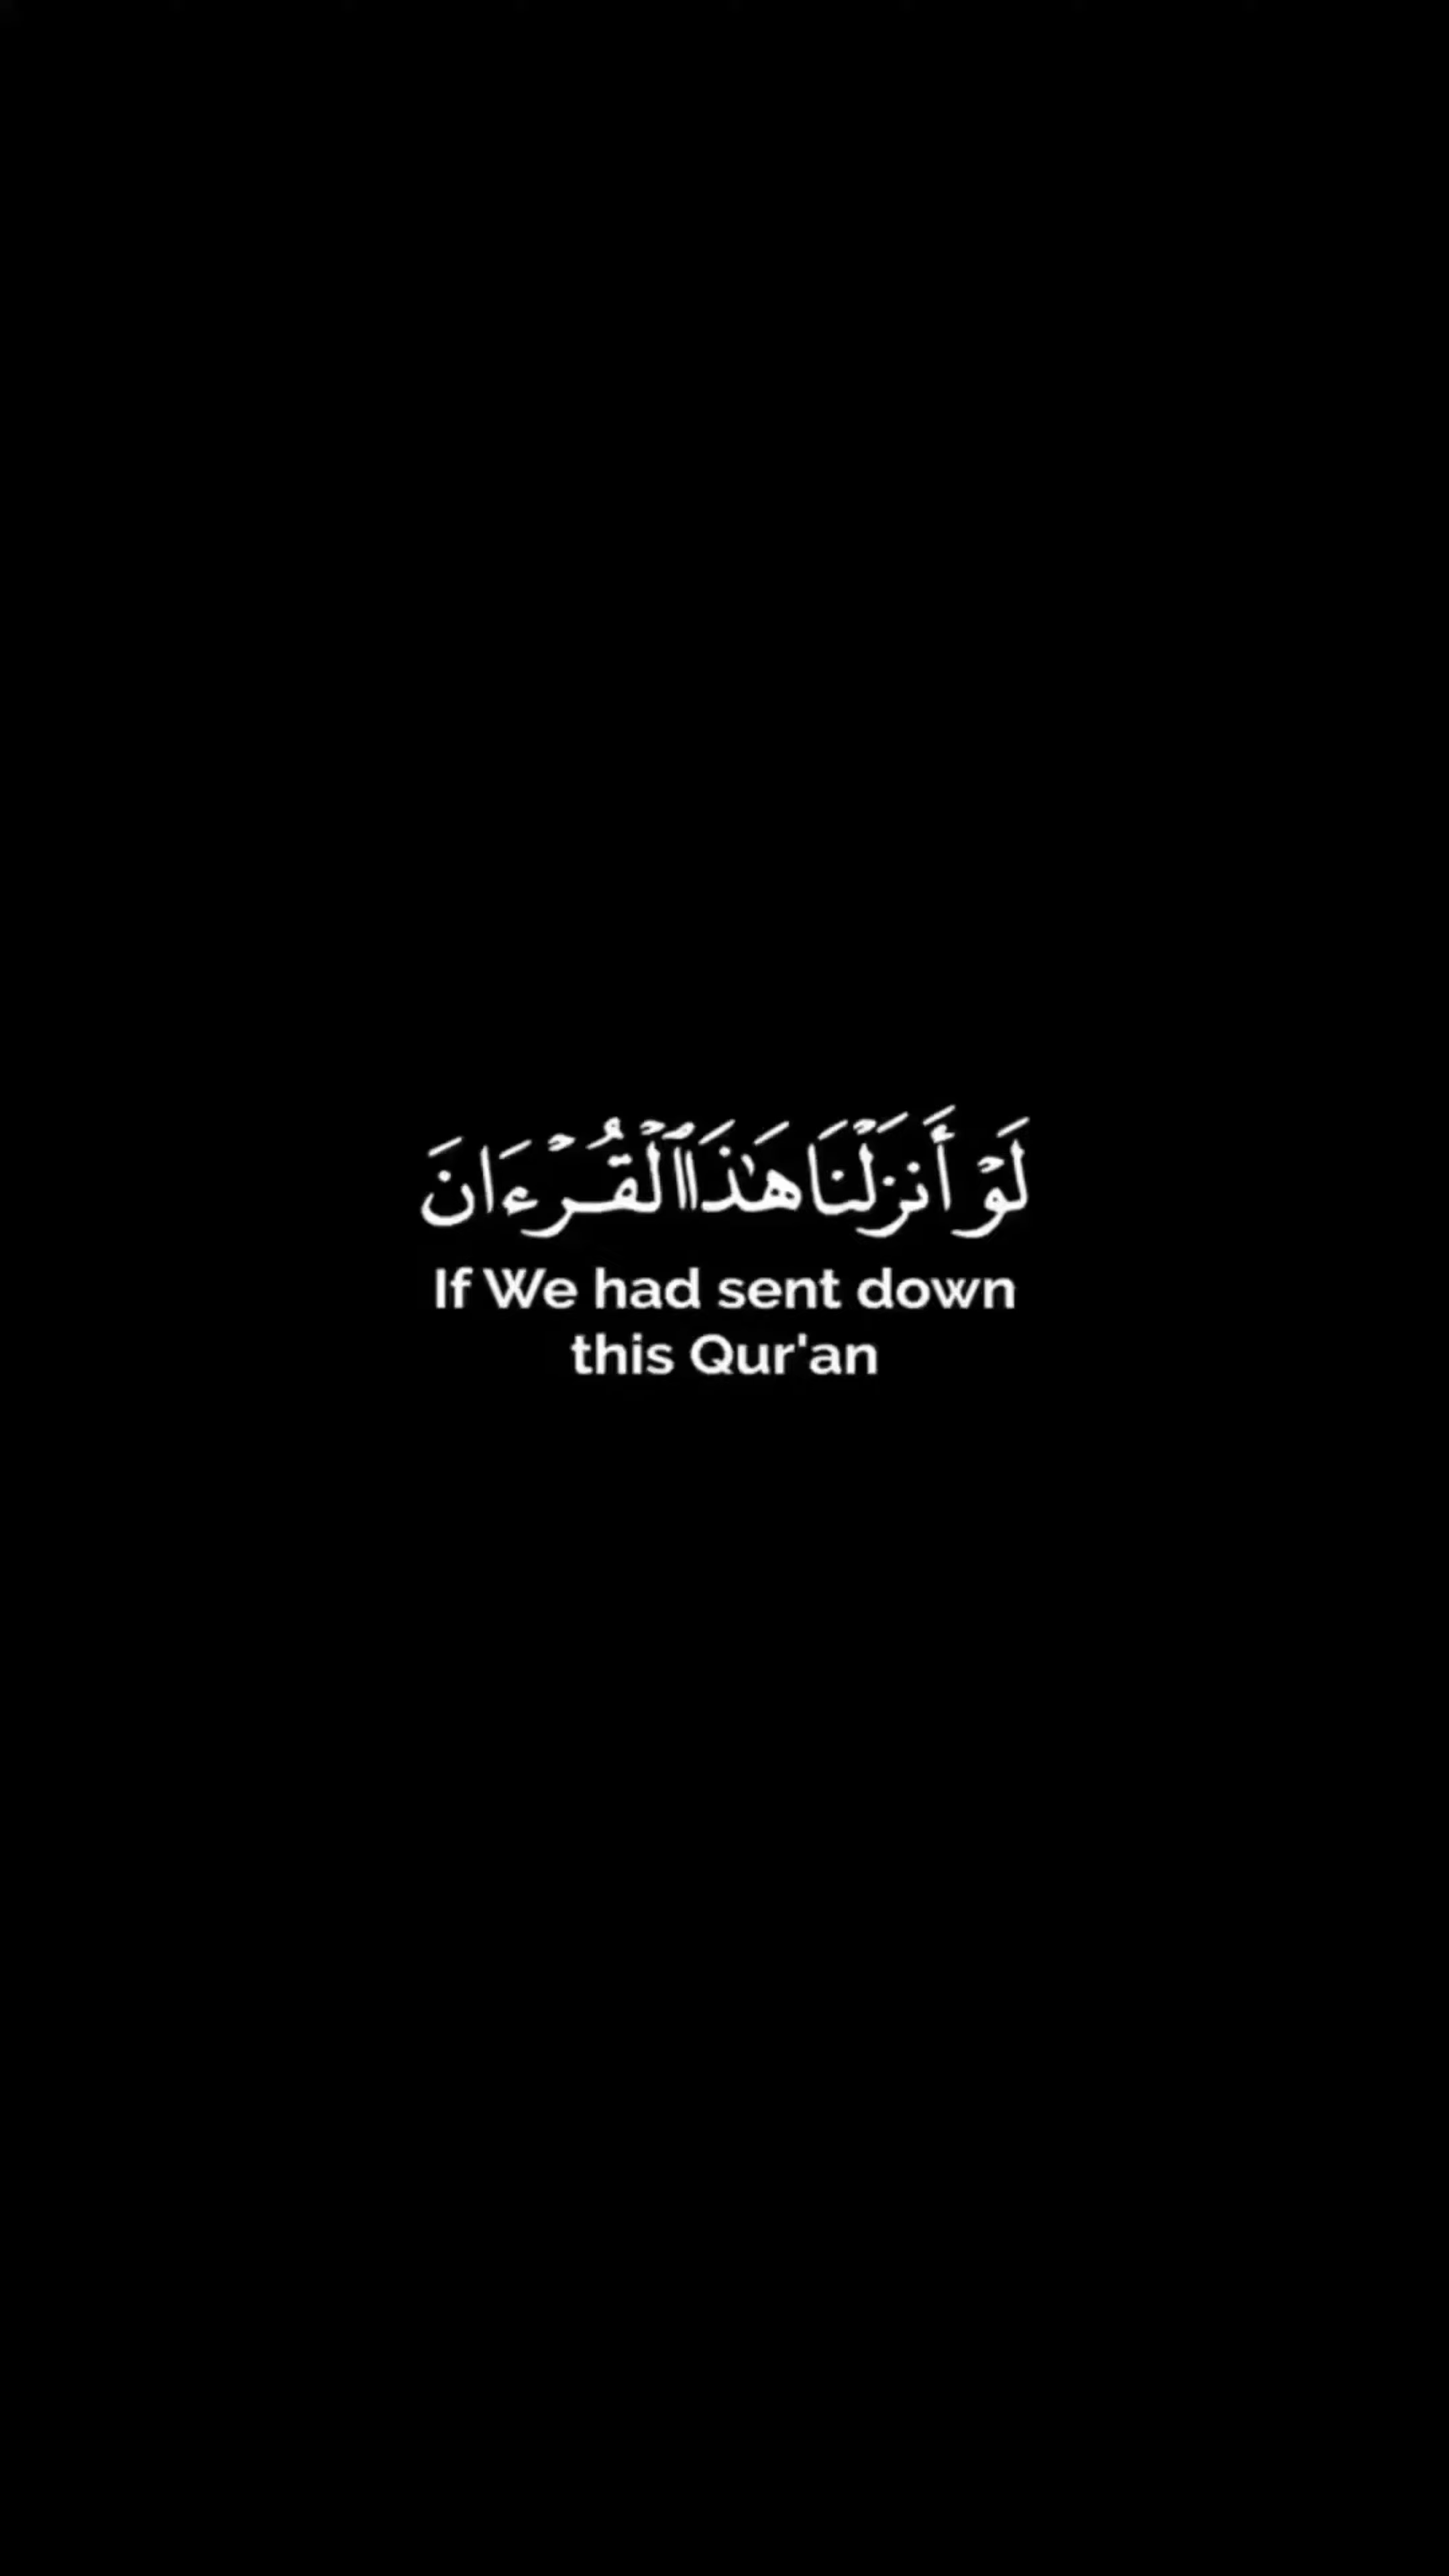 لَوْ أَنزَلْنَا هَٰذَا ٱلْقُرْءَانَ
If We had sent down
this Qur'an